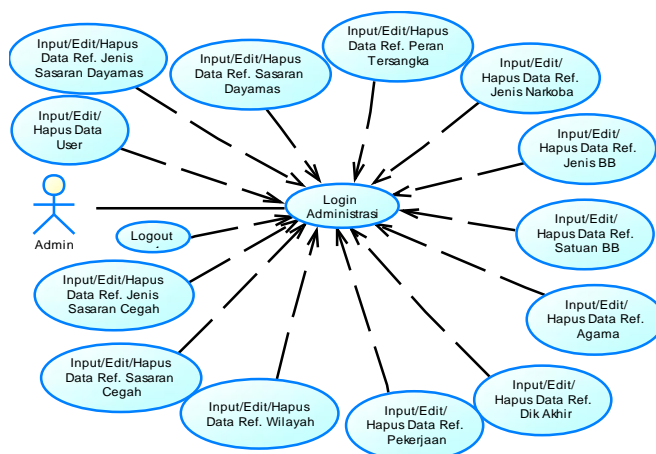 Input/Edit/Hapus
Data Ref. Jenis
Sasaran Dayamas
Input/Edit/Hapus
Data Ref. Sasaran
Dayamas
Input/Edit/Hapus
Data Ref. Peran
Tersangka
Input/Edit/
Hapus Data Ref.
Jenis Narkoba
Input/Edit/
Hapus Data
User
Input/Edit/
Hapus Data Ref.
Jenis BB
Login
Administrasi
Admin
Logout
Input/Edit/
Hapus Data Ref.
Satuan BB
Input/Edit/Hapus
Data Ref. Jenis
Sasaran Cegah
Input/Edit/
Hapus Data Ref.
Agama
Input/Edit/Hapus
Data Ref. Sasaran
Cegah
Input/Edit/Hapus
Data Ref. Wilayah
Input/Edit/
Hapus Data Ref.
Pekerjaan
Input/Edit/
Hapus Data Ref.
Dik Akhir